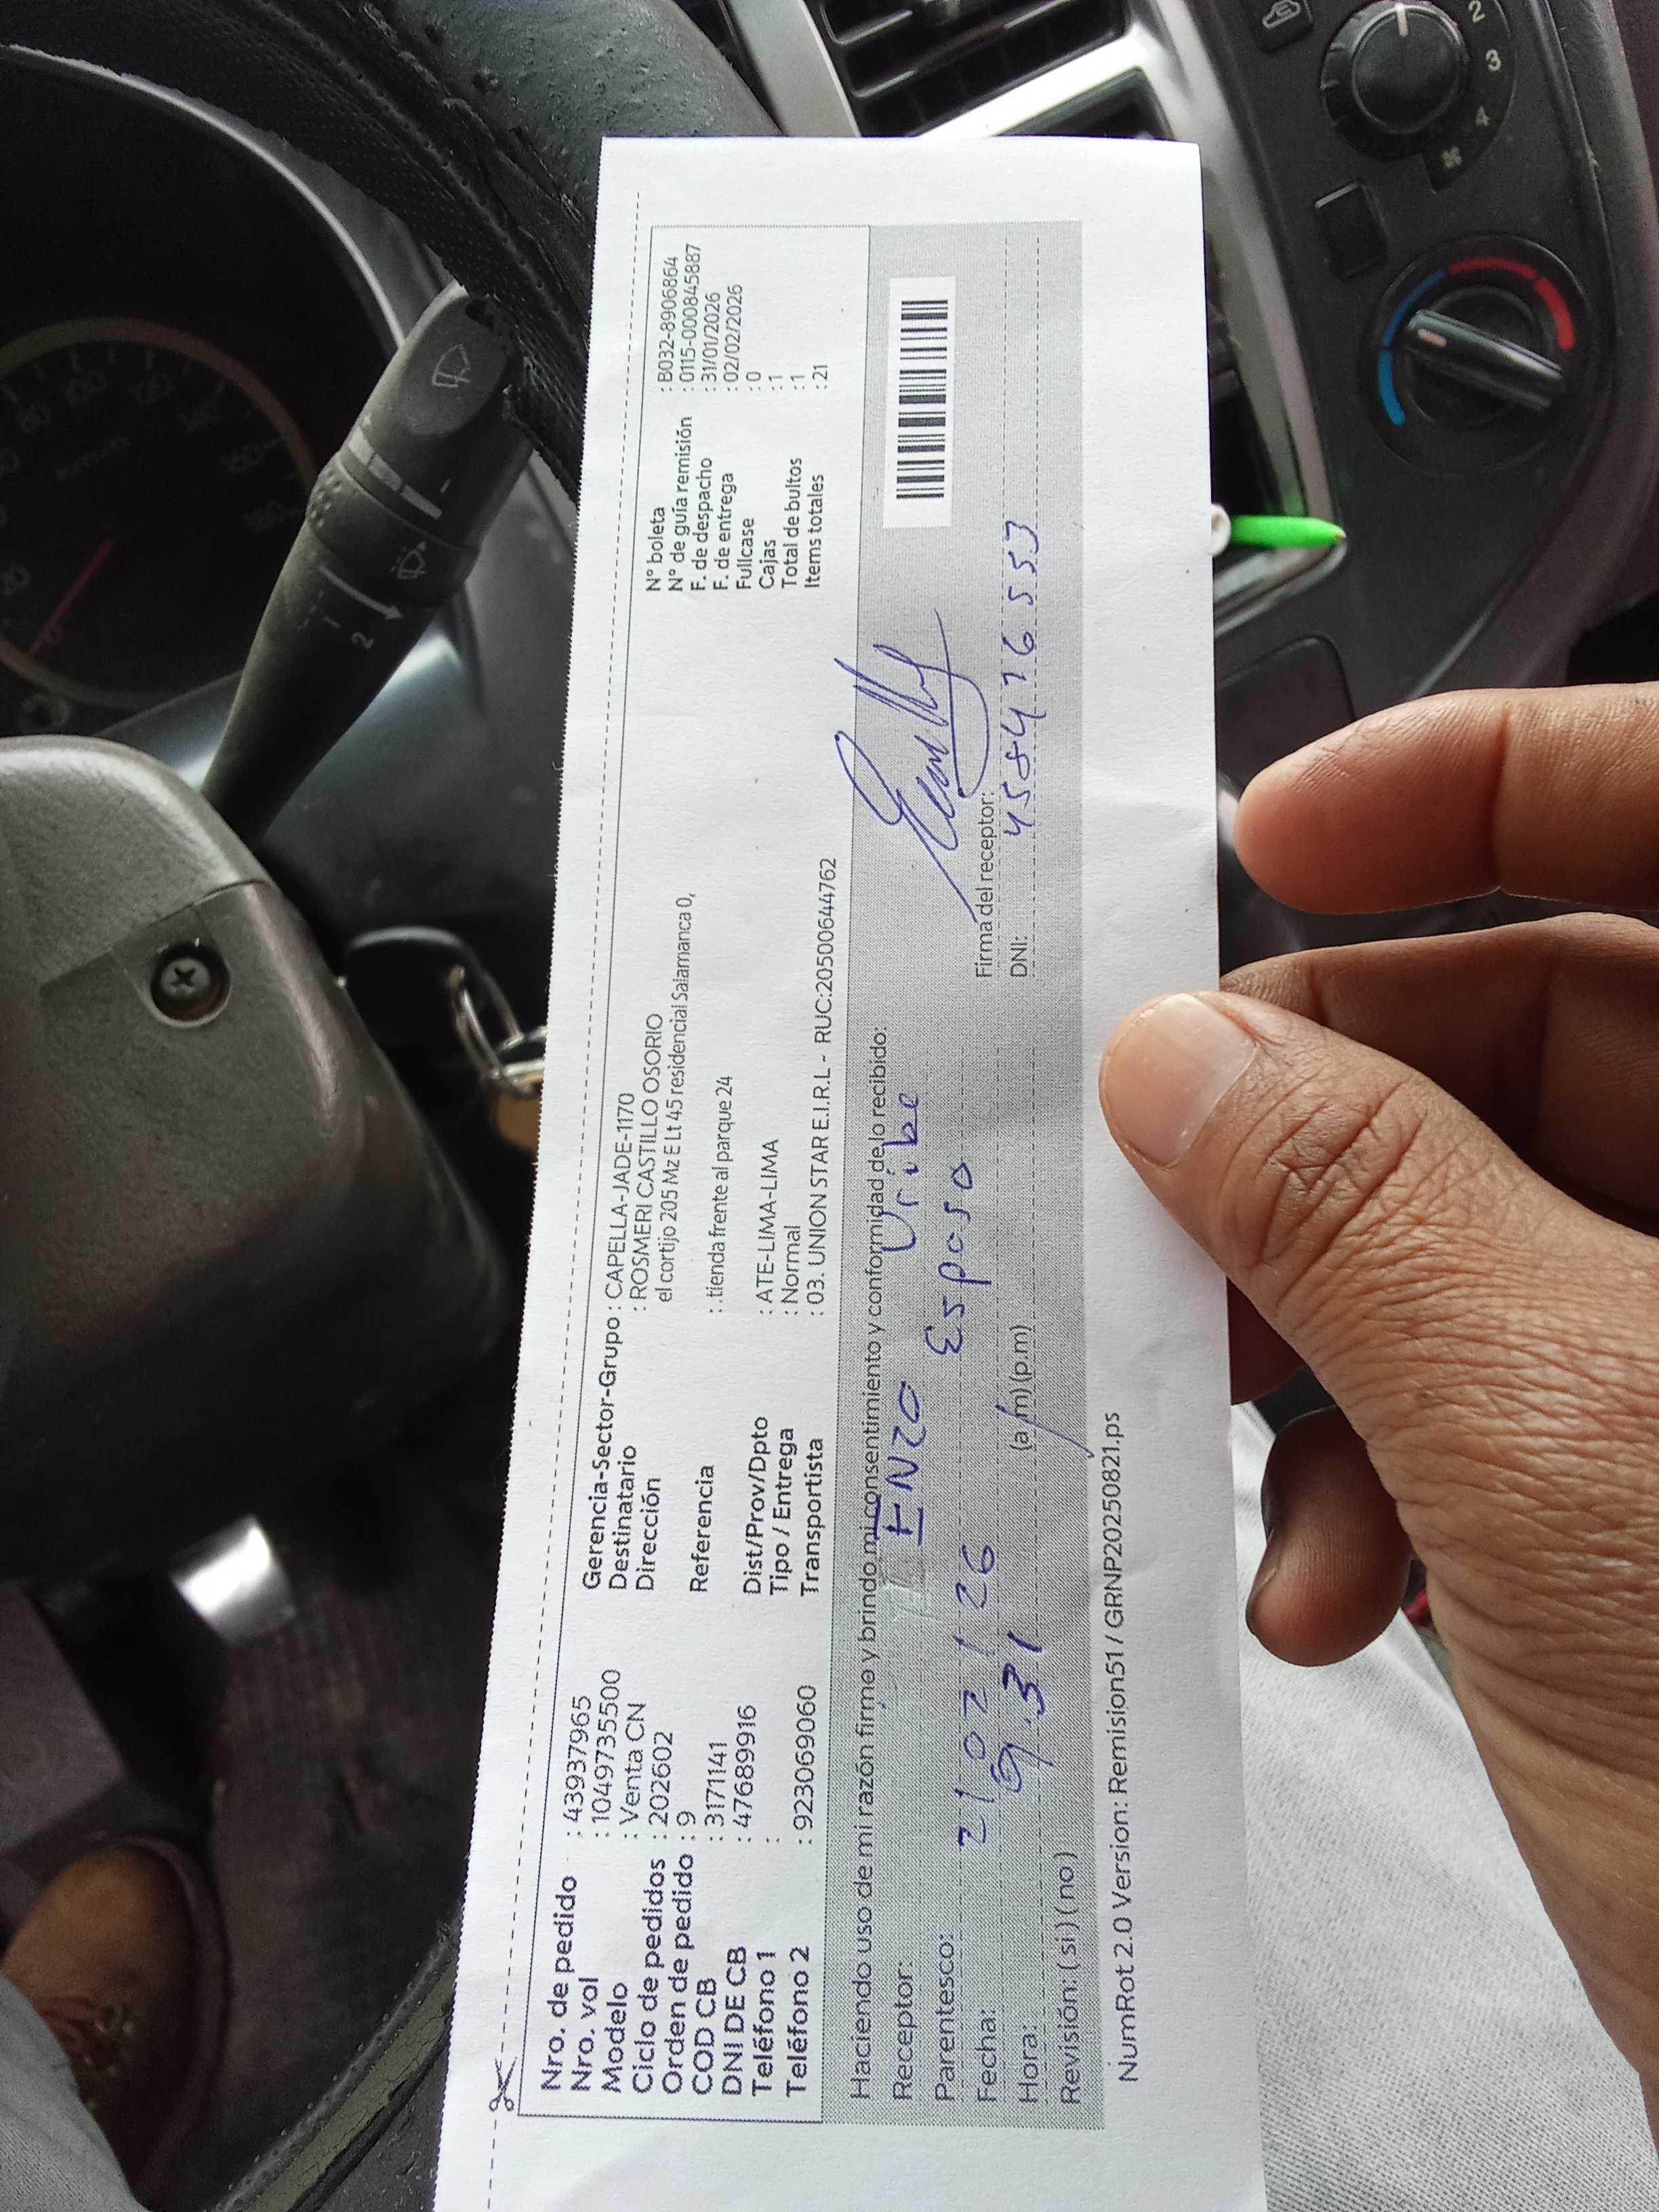 Nro. de pedido : 43937965
Nro. vol : 1049735500
Modelo : Venta CN
Ciclo de pedidos : 202602
Orden de pedido : 9
COD CB : 3171141
DNI DE CB : 47689916
Teléfono 1 :
Teléfono 2 : 923069060
Gerencia-Sector-Grupo : CAPELLA-JADE-1170
Destinatario : ROSMERI CASTILLO OSORIO
Dirección el cortijo 205 Mz E Lt 45 residencial Salamanca 0,
Referencia : .tienda frente al parque 24
Dist/Prov/Dpto : ATE-LIMA-LIMA
Tipo / Entrega : Normal
Transportista : 03. UNION STAR E.I.R.L - RUC:20500644762
N° boleta : B032-8906864
N° de guía remisión : 0115-0000845887
F. de despacho : 31/01/2026
F. de entrega : 02/02/2026
Fullcase : 0
Cajas : 1
Total de bultos : 1
Items totales : 21
Haciendo uso de mi razón firme y brindo mi consentimiento y conformidad de lo recibido:
Receptor: ENZO Uribe
Parentesco: Esposo
Fecha: 2/02/26
Hora: 9:31 (a.m) (p.m)
Revisión: (si) (no)
Firma del receptor:
DNI: 458476553
NumRot 2.0 Version: Remision51 / GRNP20250821.ps
2
3
4
1
2